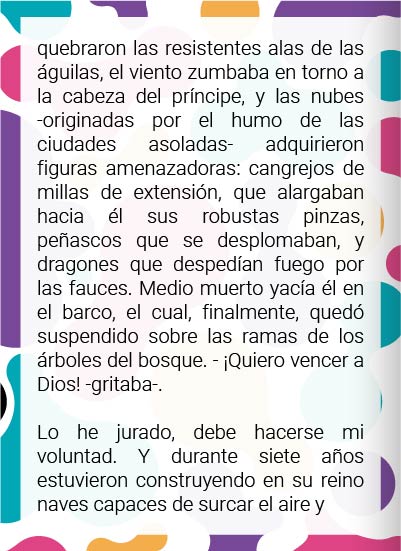 quebraron las resistentes alas de las
águilas, el viento zumbaba en torno a
la cabeza del príncipe, y las nubes
-originadas por el humo de las
ciudades asoladas- adquirieron
figuras amenazadoras: cangrejos de
millas de extensión, que alargaban
hacia él sus robustas pinzas,
peñascos que se desplomaban, y
dragones que despedían fuego por
las fauces. Medio muerto yacía él en
el barco, el cual, finalmente, quedó
suspendido sobre las ramas de los
árboles del bosque. - ¡Quiero vencer a
Dios! -gritaba-.
Lo he jurado, debe hacerse mi
voluntad. Y durante siete años
estuvieron construyendo en su reino
naves capaces de surcar el aire y